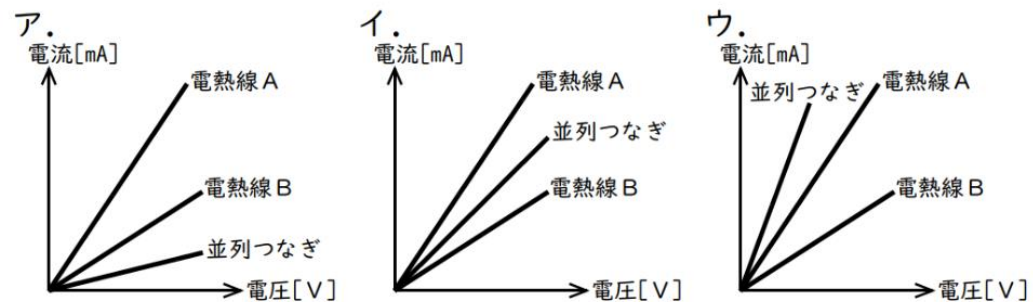 ア.
電流[mA]
電熱線A
電熱線B
並列つなぎ
電圧[V]
イ.
電流[mA]
電熱線A
並列つなぎ
電熱線B
電圧[V]
ウ.
電流[mA]
並列つなぎ
電熱線A
電熱線B
電圧[V]